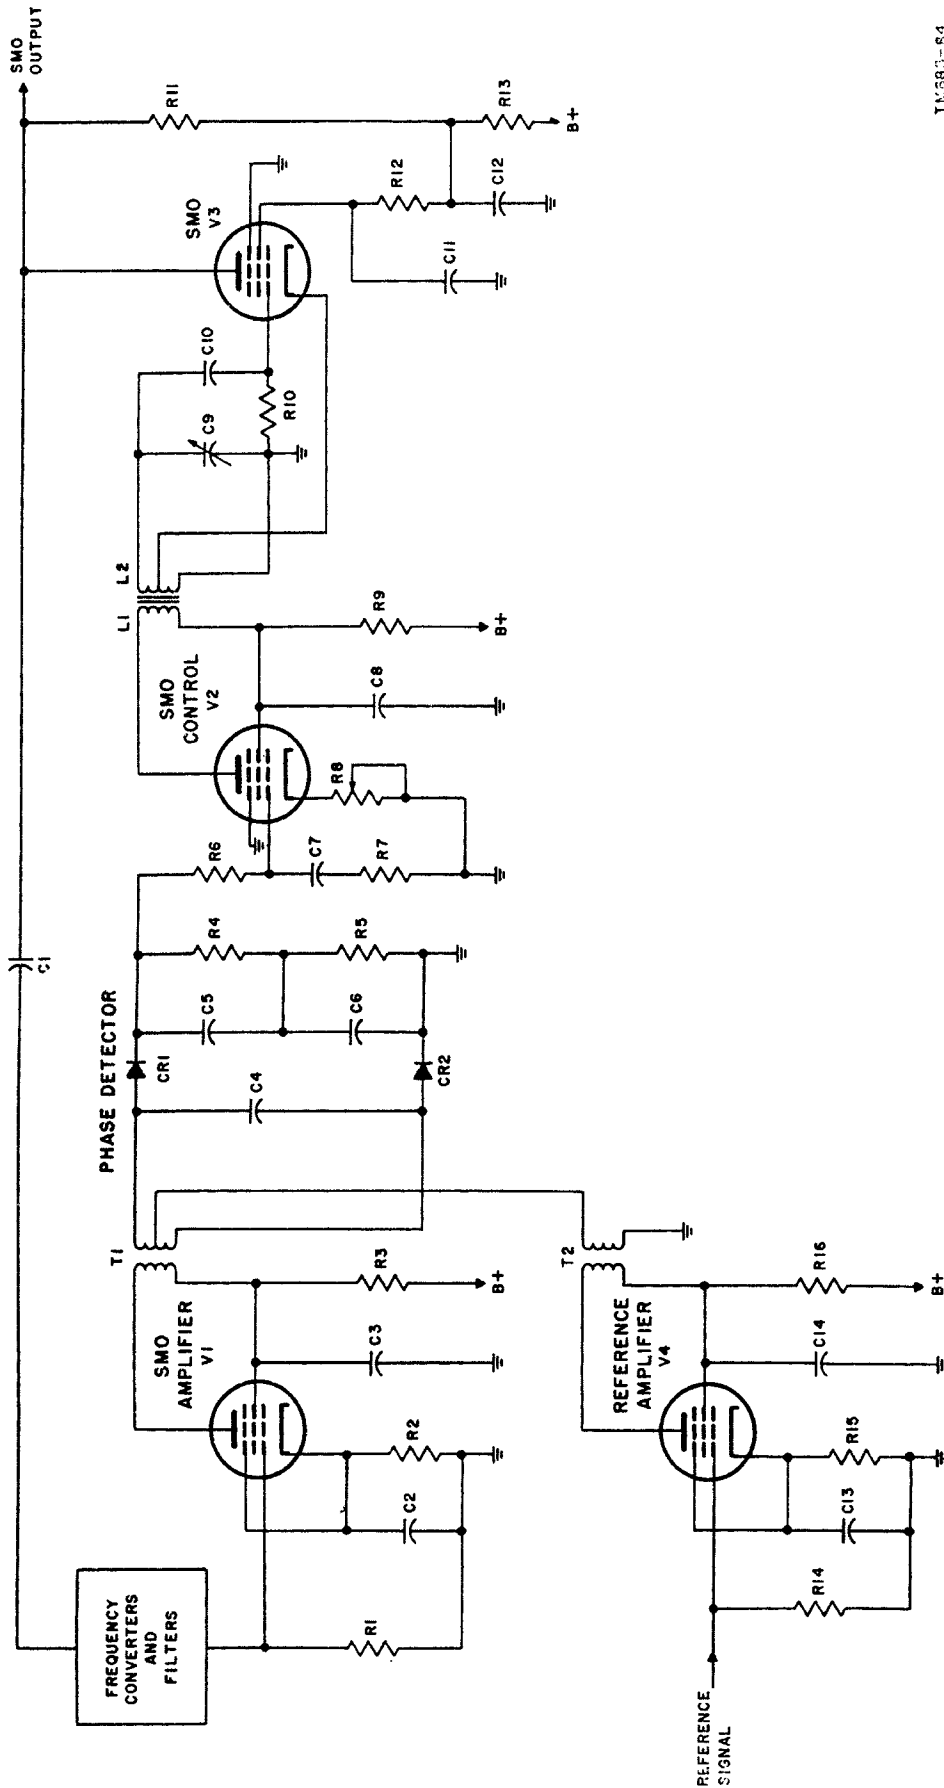 SMO
OUTPUT
C1
R11
R13
B+
SMO
V3
R12
C12
C11
C10
C9
R10
L1
L2
SMO
CONTROL
V2
R9
B+
C8
R8
R6
C7
R7
PHASE DETECTOR
R4
R5
C5
C6
CR1
CR2
C4
T1
SMO
AMPLIFIER
V1
R3
B+
C3
R2
C2
FREQUENCY
CONVERTERS
AND
FILTERS
R1
T2
REFERENCE
AMPLIFIER
V4
R16
B+
C14
R15
C13
R14
REFERENCE
SIGNAL